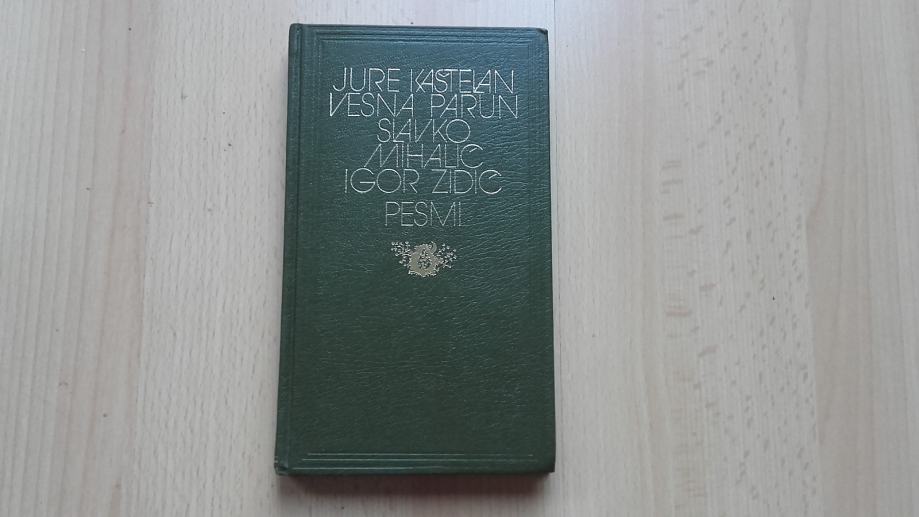 JURE KAŠTELAN
VESNA PARUN
SLAVKO
MIHALIĆ
IGOR ZIDIĆ
PESMI